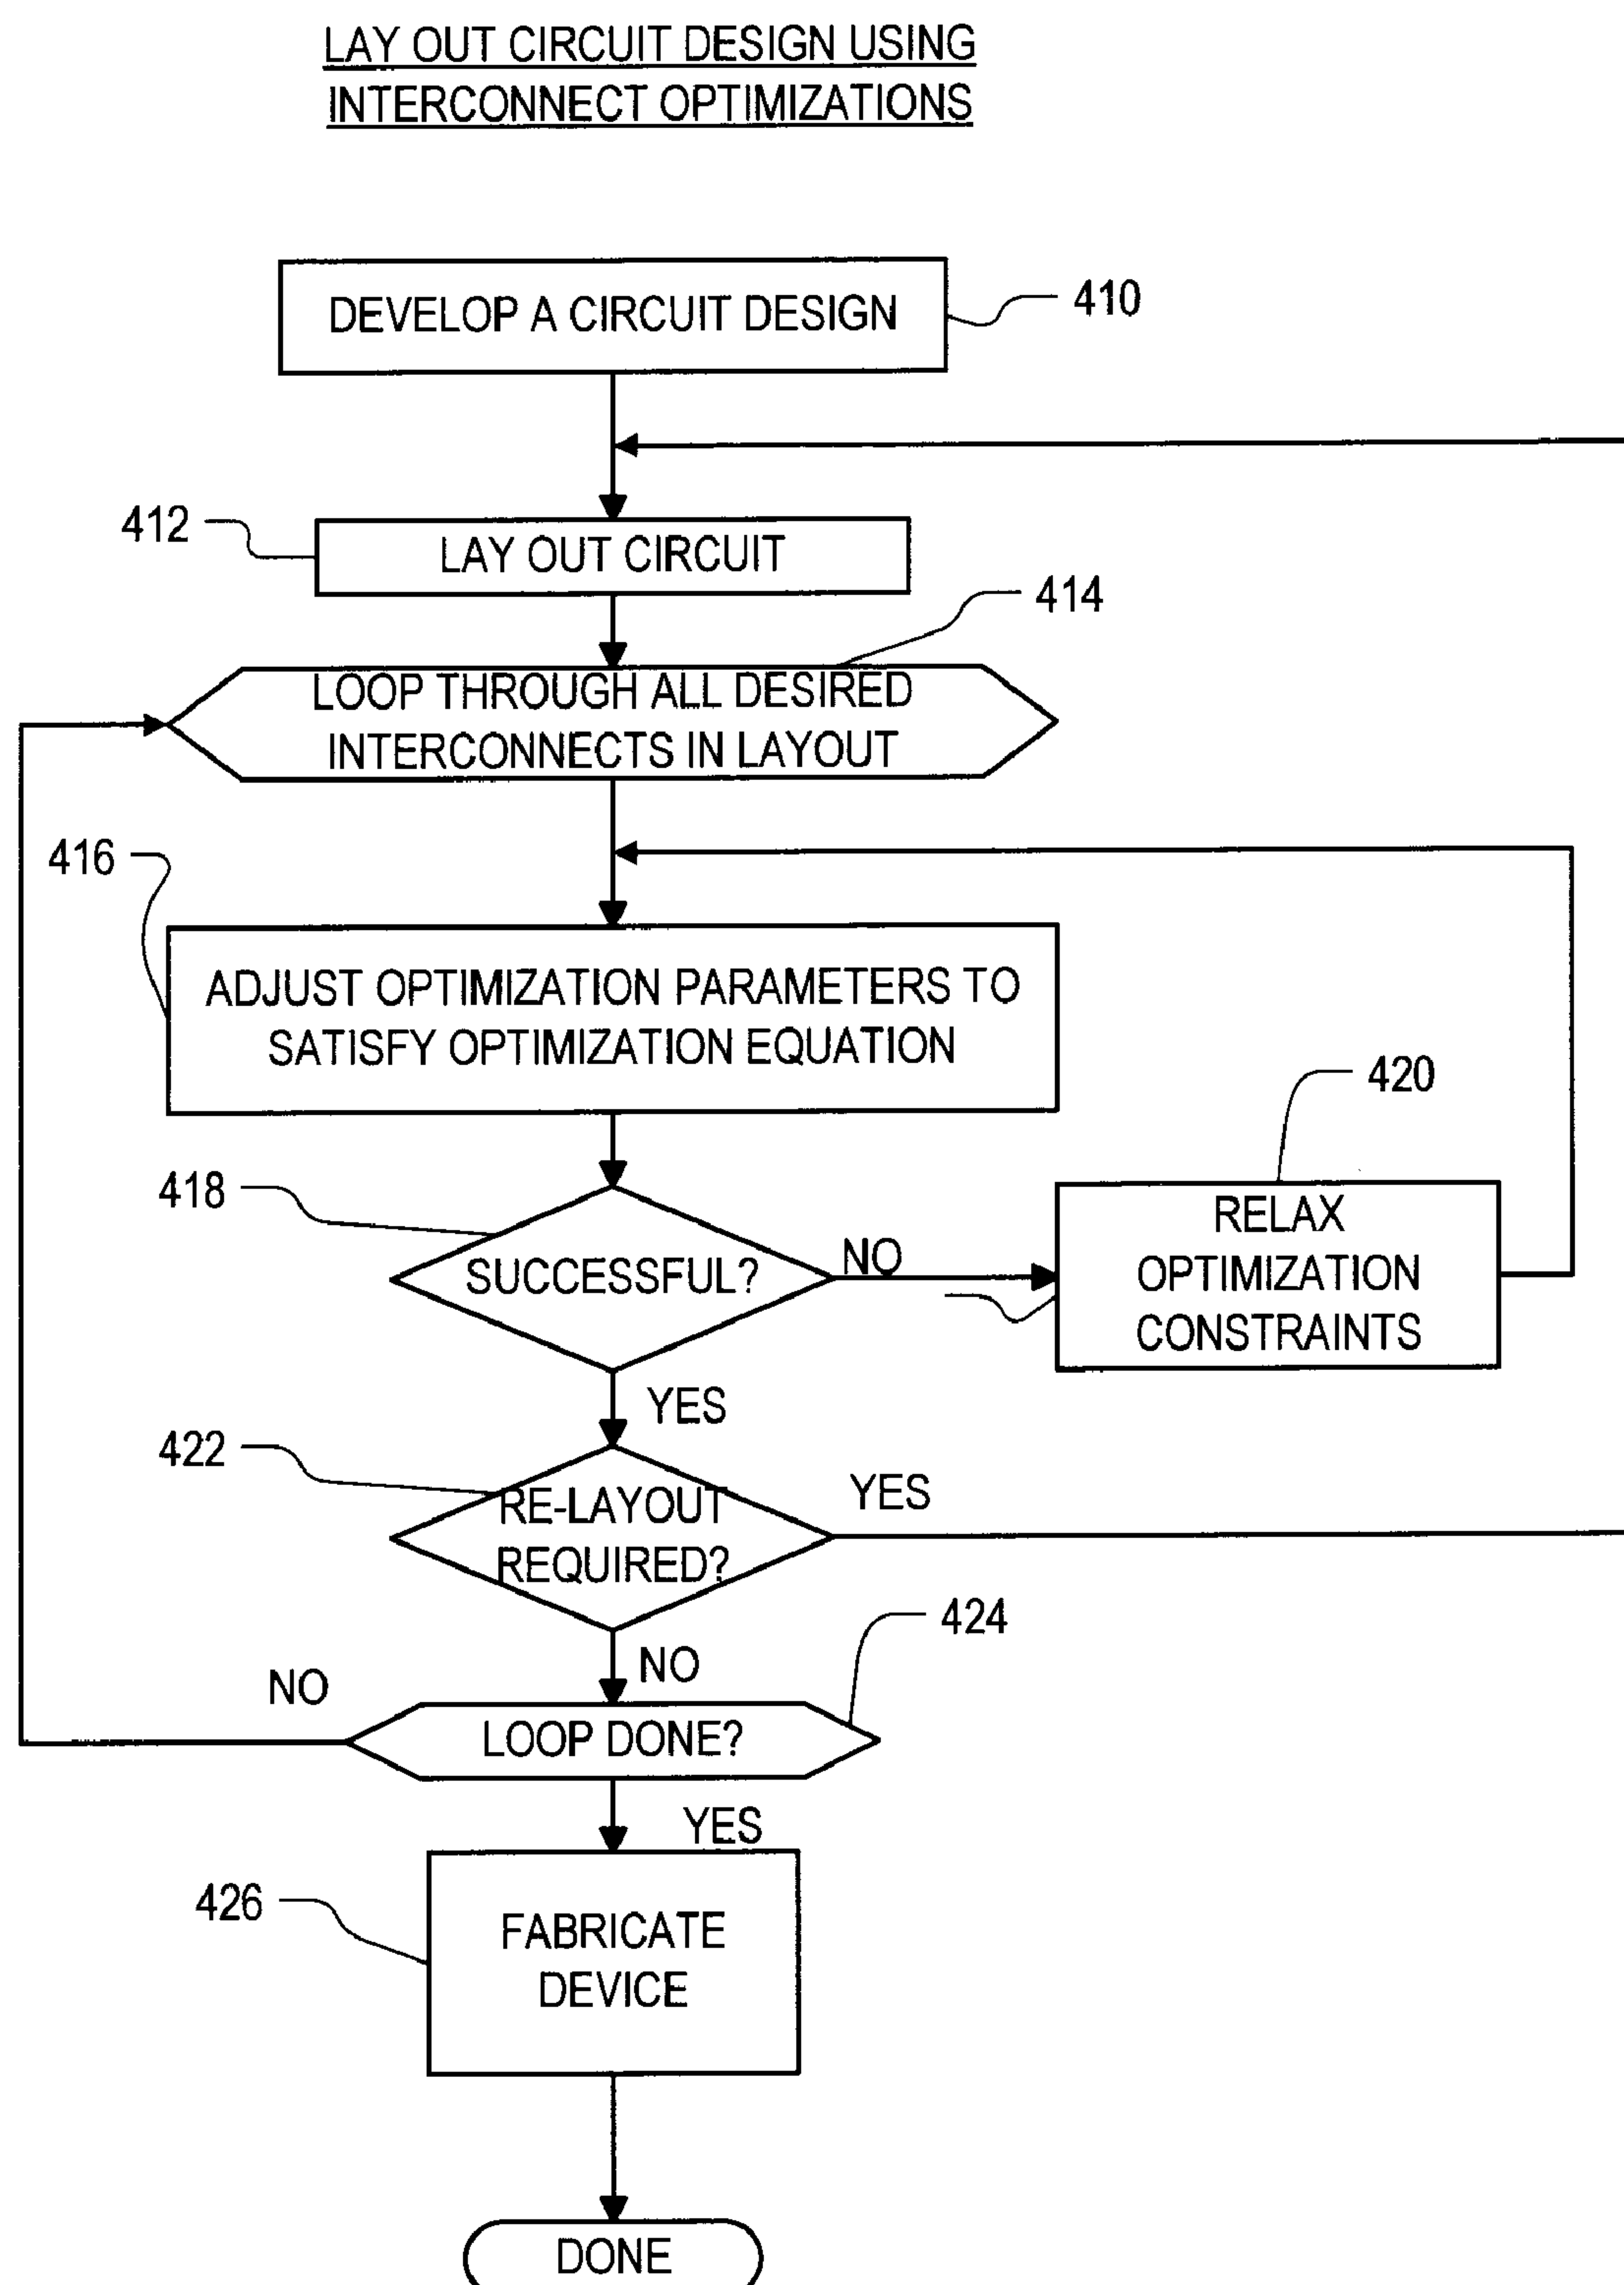 LAY OUT CIRCUIT DESIGN USING
INTERCONNECT OPTIMIZATIONS
DEVELOP A CIRCUIT DESIGN
410
412
LAY OUT CIRCUIT
414
LOOP THROUGH ALL DESIRED
INTERCONNECTS IN LAYOUT
416
ADJUST OPTIMIZATION PARAMETERS TO
SATISFY OPTIMIZATION EQUATION
420
418
SUCCESSFUL?
NO
RELAX
OPTIMIZATION
CONSTRAINTS
YES
422
RE-LAYOUT
REQUIRED?
YES
424
NO
NO
LOOP DONE?
YES
426
FABRICATE
DEVICE
DONE